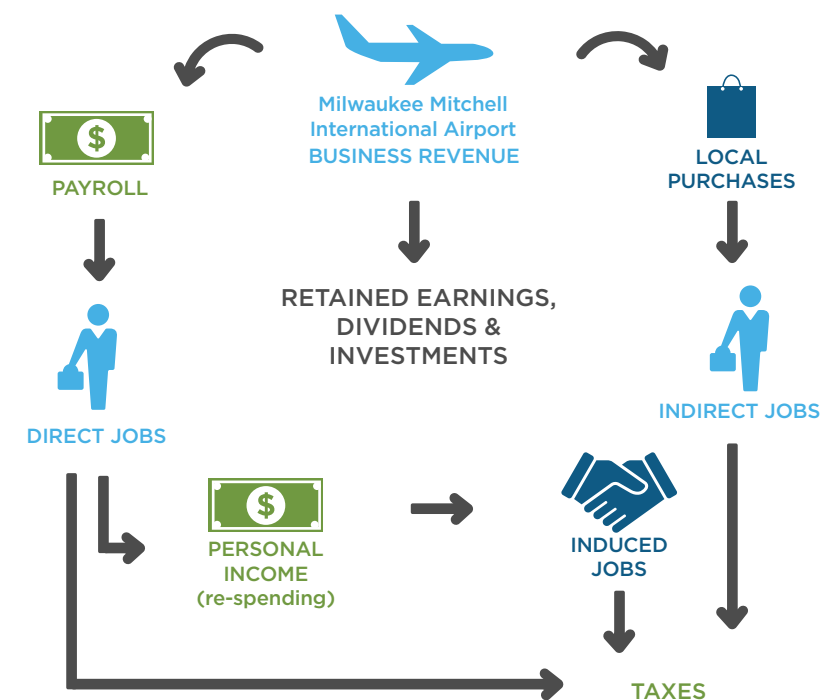 Milwaukee Mitchell
International Airport
BUSINESS REVENUE
$
PAYROLL
LOCAL
PURCHASES
RETAINED EARNINGS,
DIVIDENDS &
INVESTMENTS
DIRECT JOBS
INDIRECT JOBS
$
PERSONAL
INCOME
(re-spending)
INDUCED
JOBS
TAXES